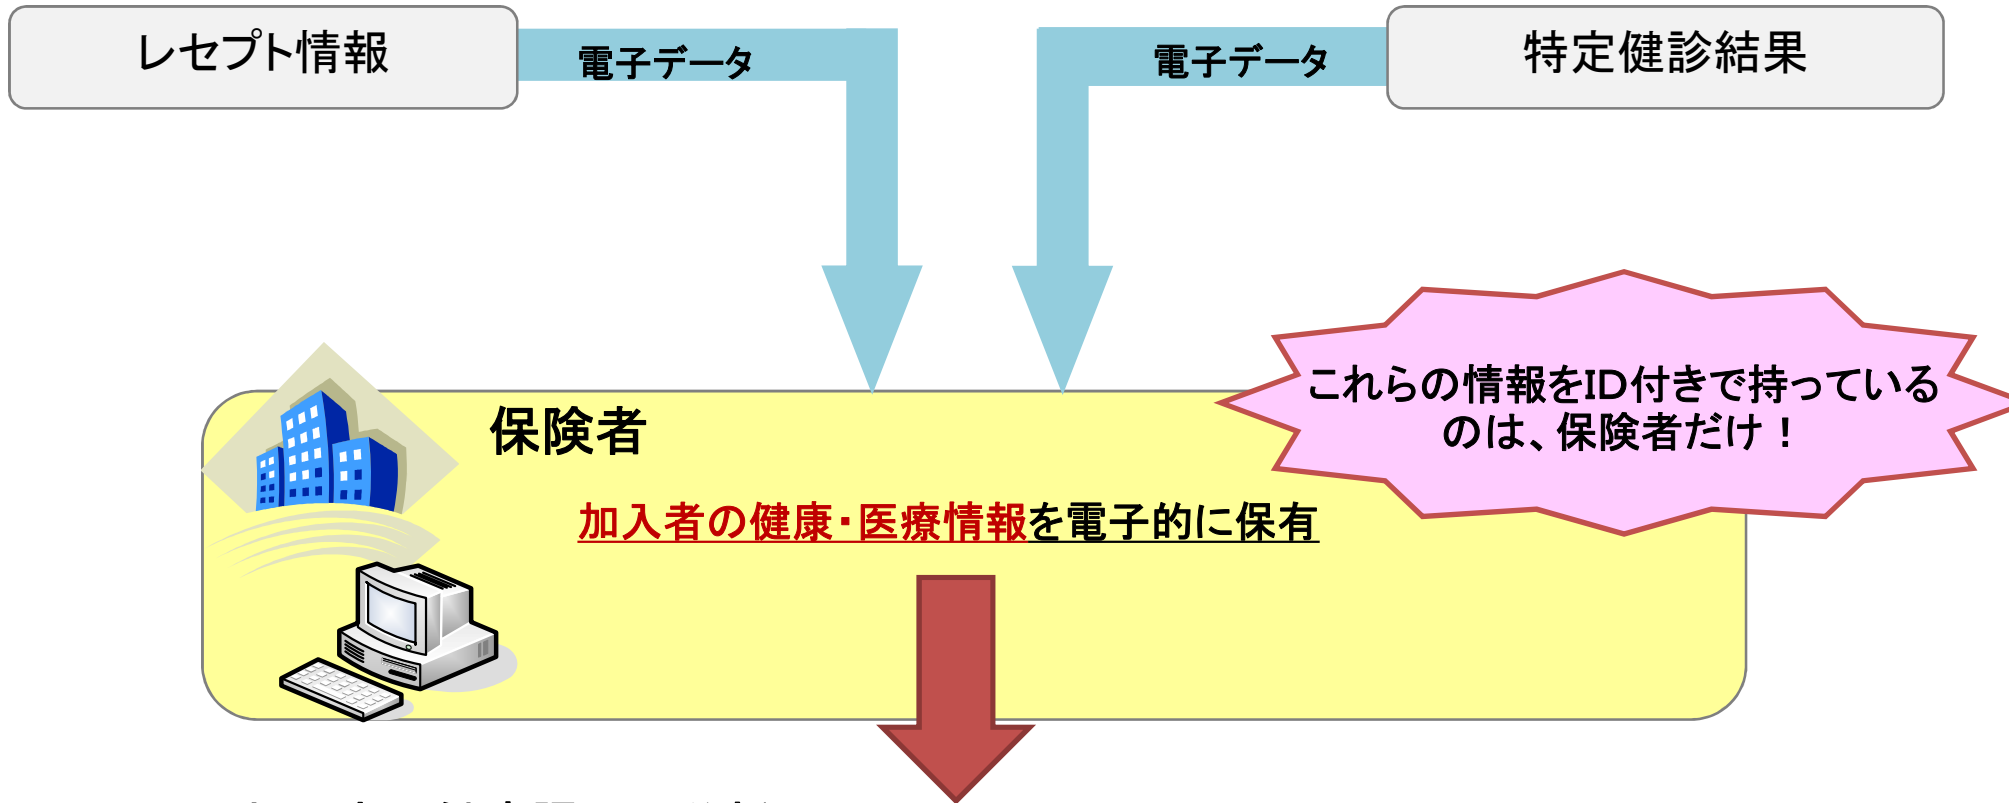 レセプト情報
電子データ
電子データ
特定健診結果
これらの情報をID付きで持っている
のは、保険者だけ！
保険者
加入者の健康・医療情報を電子的に保有